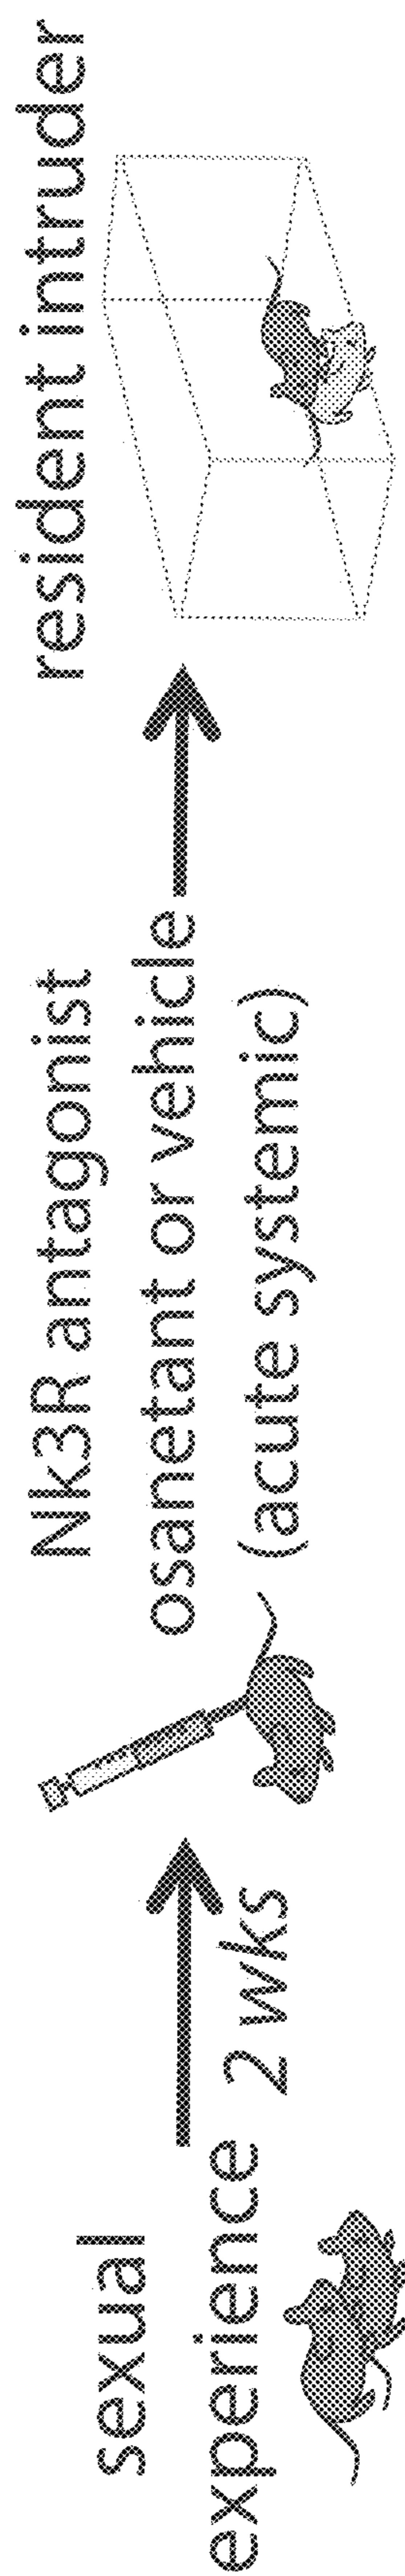 sexual
experience
2 wks
Nk3R antagonist
osanetant or vehicle
(acute systemic)
resident intruder